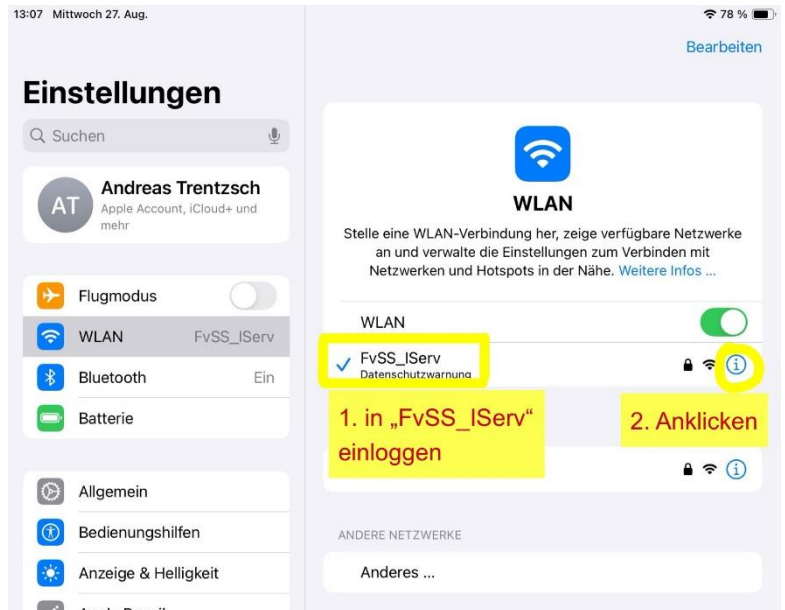 13:07 Mittwoch 27. Aug.
78 %
Bearbeiten
Einstellungen
Suchen
AT
Andreas Trentzsch
Apple Account, iCloud+ und
mehr
Flugmodus
WLAN FvSS_IServ
Bluetooth Ein
Batterie
Allgemein
Bedienungshilfen
Anzeige & Helligkeit
WLAN
Stelle eine WLAN-Verbindung her, zeige verfügbare Netzwerke
an und verwalte die Einstellungen zum Verbinden mit
Netzwerken und Hotspots in der Nähe. Weitere Infos ...
WLAN
FvSS_IServ
Datenschutzwarnung
1. in „FvSS_IServ“
einloggen
2. Anklicken
ANDERE NETZWERKE
Anderes ...